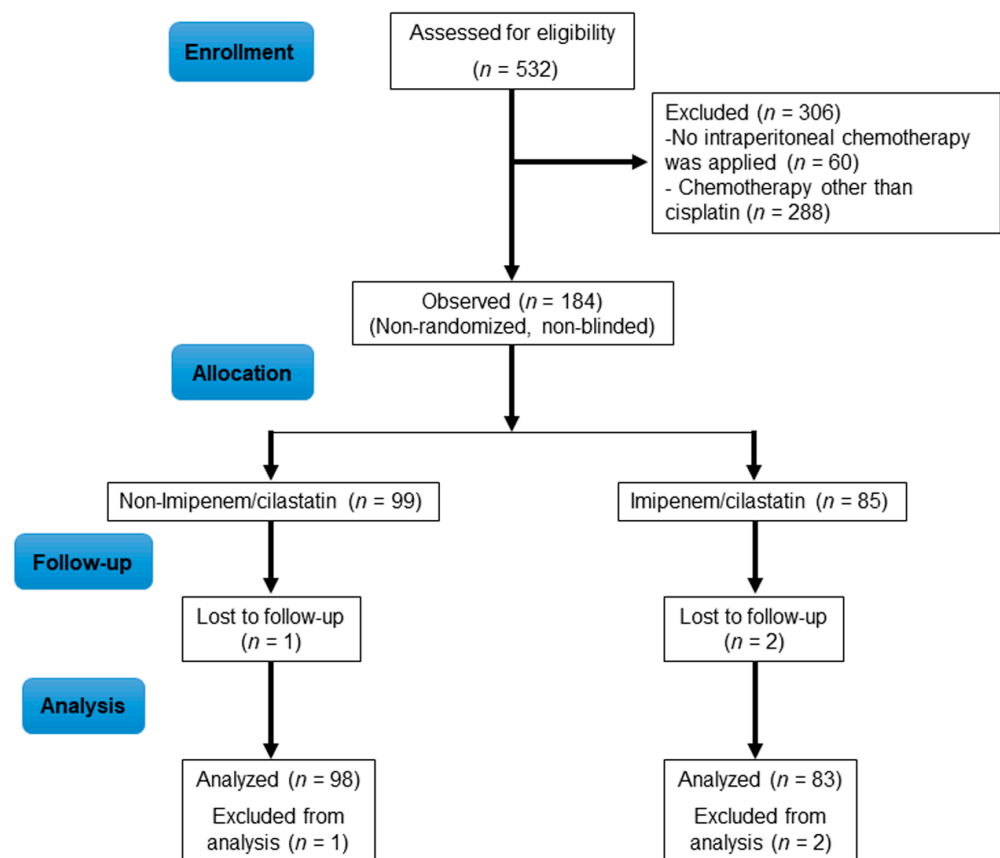 Enrollment
Assessed for eligibility
(n = 532)
Excluded (n = 306)
-No intraperitoneal chemotherapy
was applied (n = 60)
- Chemotherapy other than
cisplatin (n = 288)
Observed (n = 184)
(Non-randomized, non-blinded)
Allocation
Non-Imipenem/cilastatin (n = 99)
Imipenem/cilastatin (n = 85)
Follow-up
Lost to follow-up
(n = 1)
Lost to follow-up
(n = 2)
Analysis
Analyzed (n = 98)
Excluded from
analysis (n = 1)
Analyzed (n = 83)
Excluded from
analysis (n = 2)